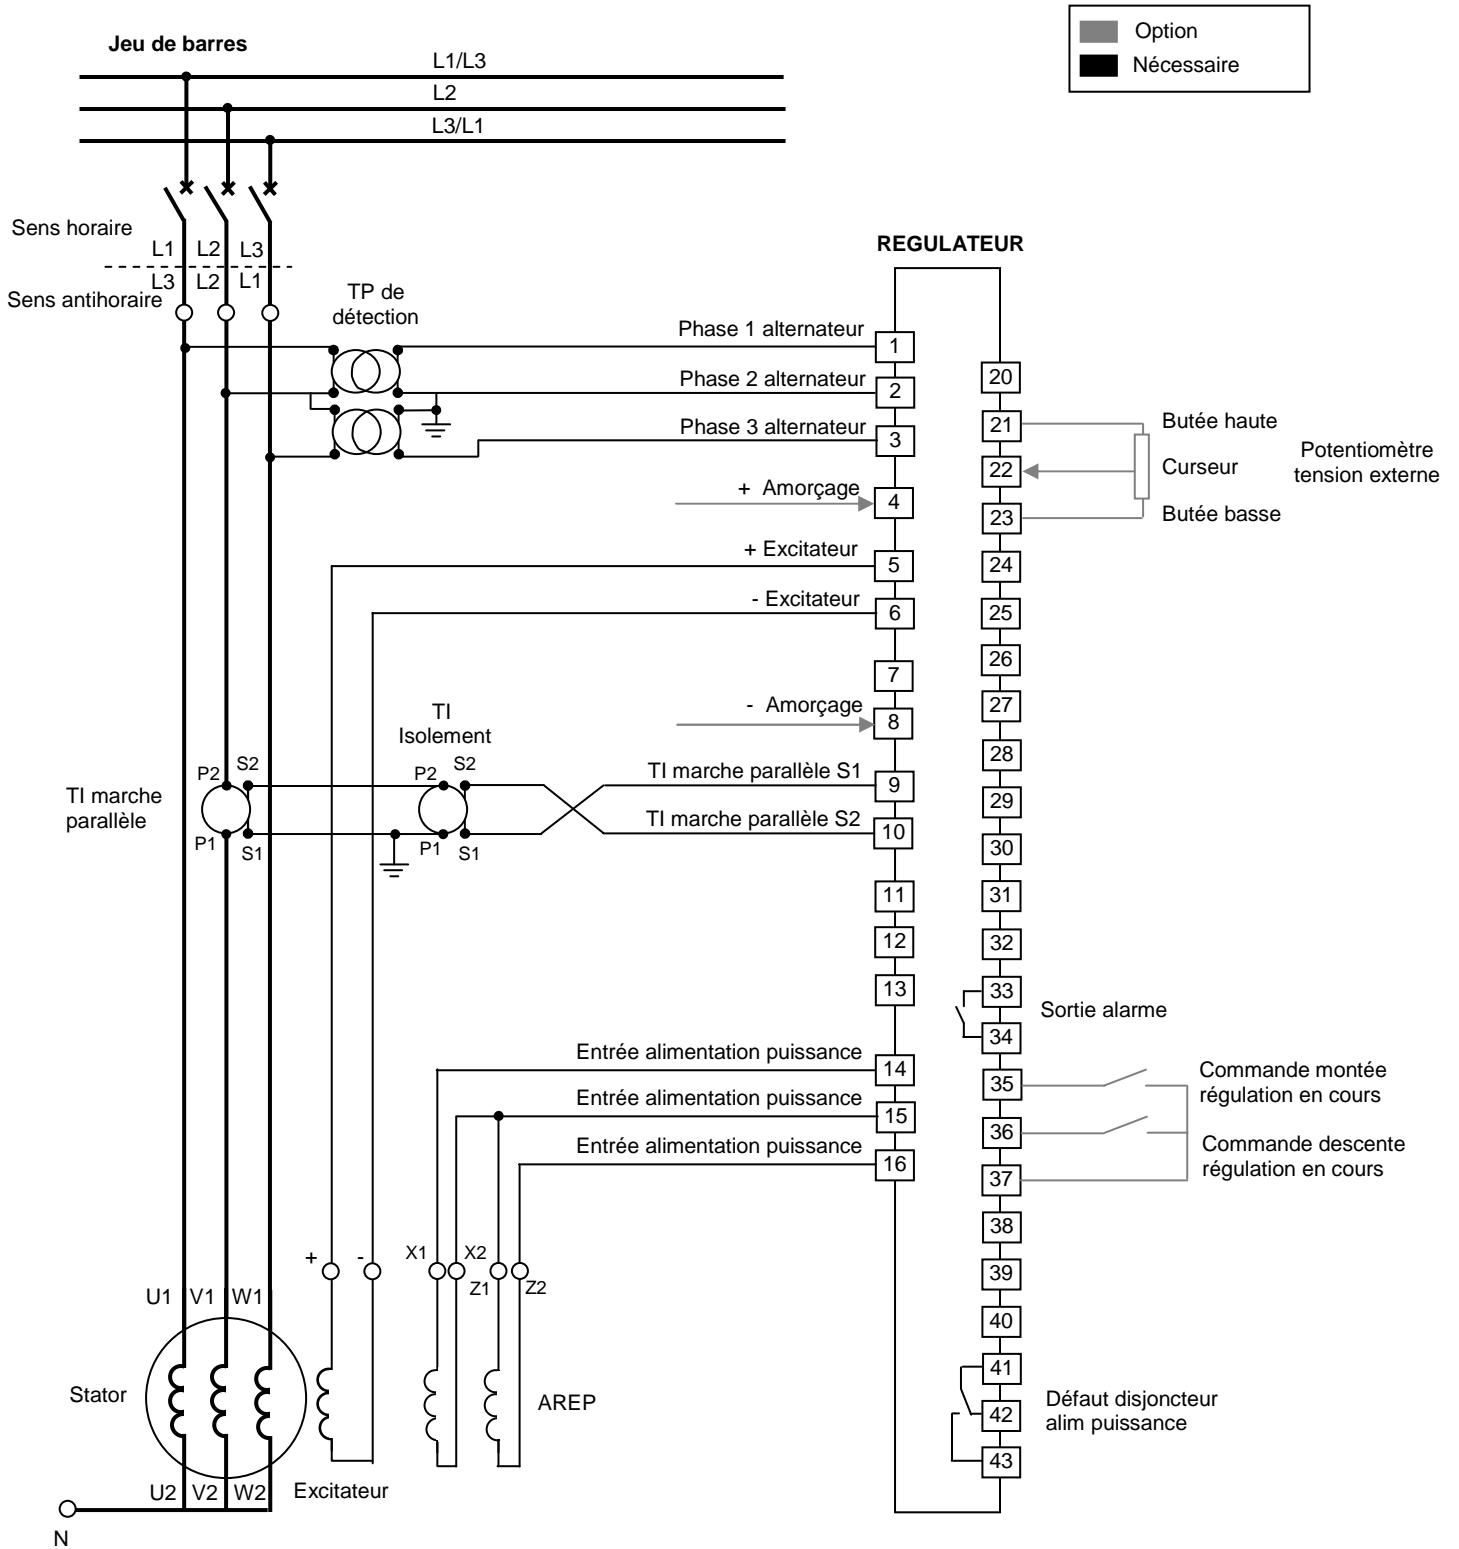 Option
Nécessaire
Jeu de barres
L1/L3
L2
L3/L1
Sens horaire
L1 L2 L3
L3 L2 L1
Sens antihoraire
REGULATEUR
TP de
détection
Phase 1 alternateur
1
Phase 2 alternateur
2
Phase 3 alternateur
3
+ Amorçage
4
+ Excitateur
5
- Excitateur
6
7
- Amorçage
8
TI
Isolement
TI marche
parallèle
P2 S2
P1 S1
P2 S2
P1 S1
TI marche parallèle S1
9
TI marche parallèle S2
10
11
12
13
Entrée alimentation puissance
14
Entrée alimentation puissance
15
Entrée alimentation puissance
16
20
21
Butée haute
22
Curseur
23
Butée basse
Potentiomètre
tension externe
24
25
26
27
28
29
30
31
32
33
34
Sortie alarme
35
Commande montée
régulation en cours
36
Commande descente
régulation en cours
37
38
39
40
41
42
43
Défaut disjoncteur
alim puissance
+ -
X1 X2
Z1 Z2
U1 V1 W1
Stator
AREP
U2 V2 W2
Excitateur
N